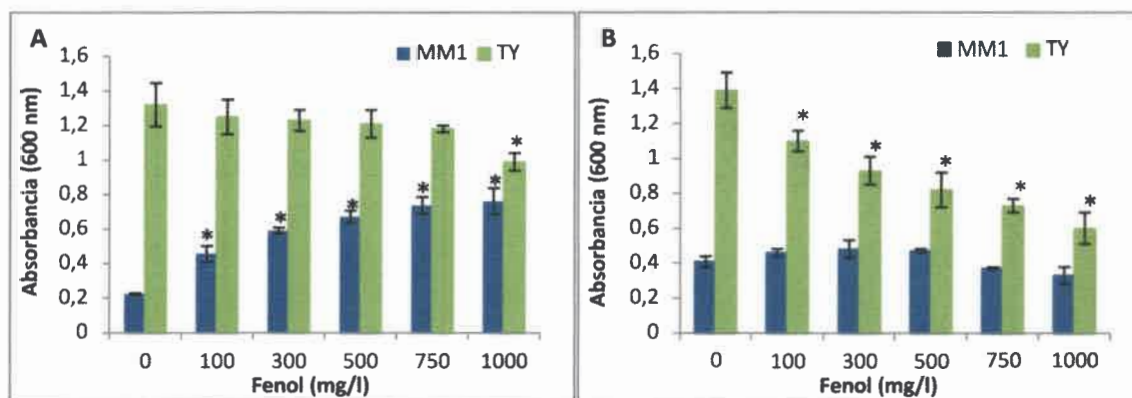 A
MM1 TY
1,6
1,4
1,2
1
0,8
0,6
0,4
0,2
0
Absorbancia (600 nm)
* * * * * *
0 100 300 500 750 1000
Fenol (mg/l)
B
MM1 TY
1,6
1,4
1,2
1
0,8
0,6
0,4
0,2
0
Absorbancia (600 nm)
* * * * *
0 100 300 500 750 1000
Fenol (mg/l)